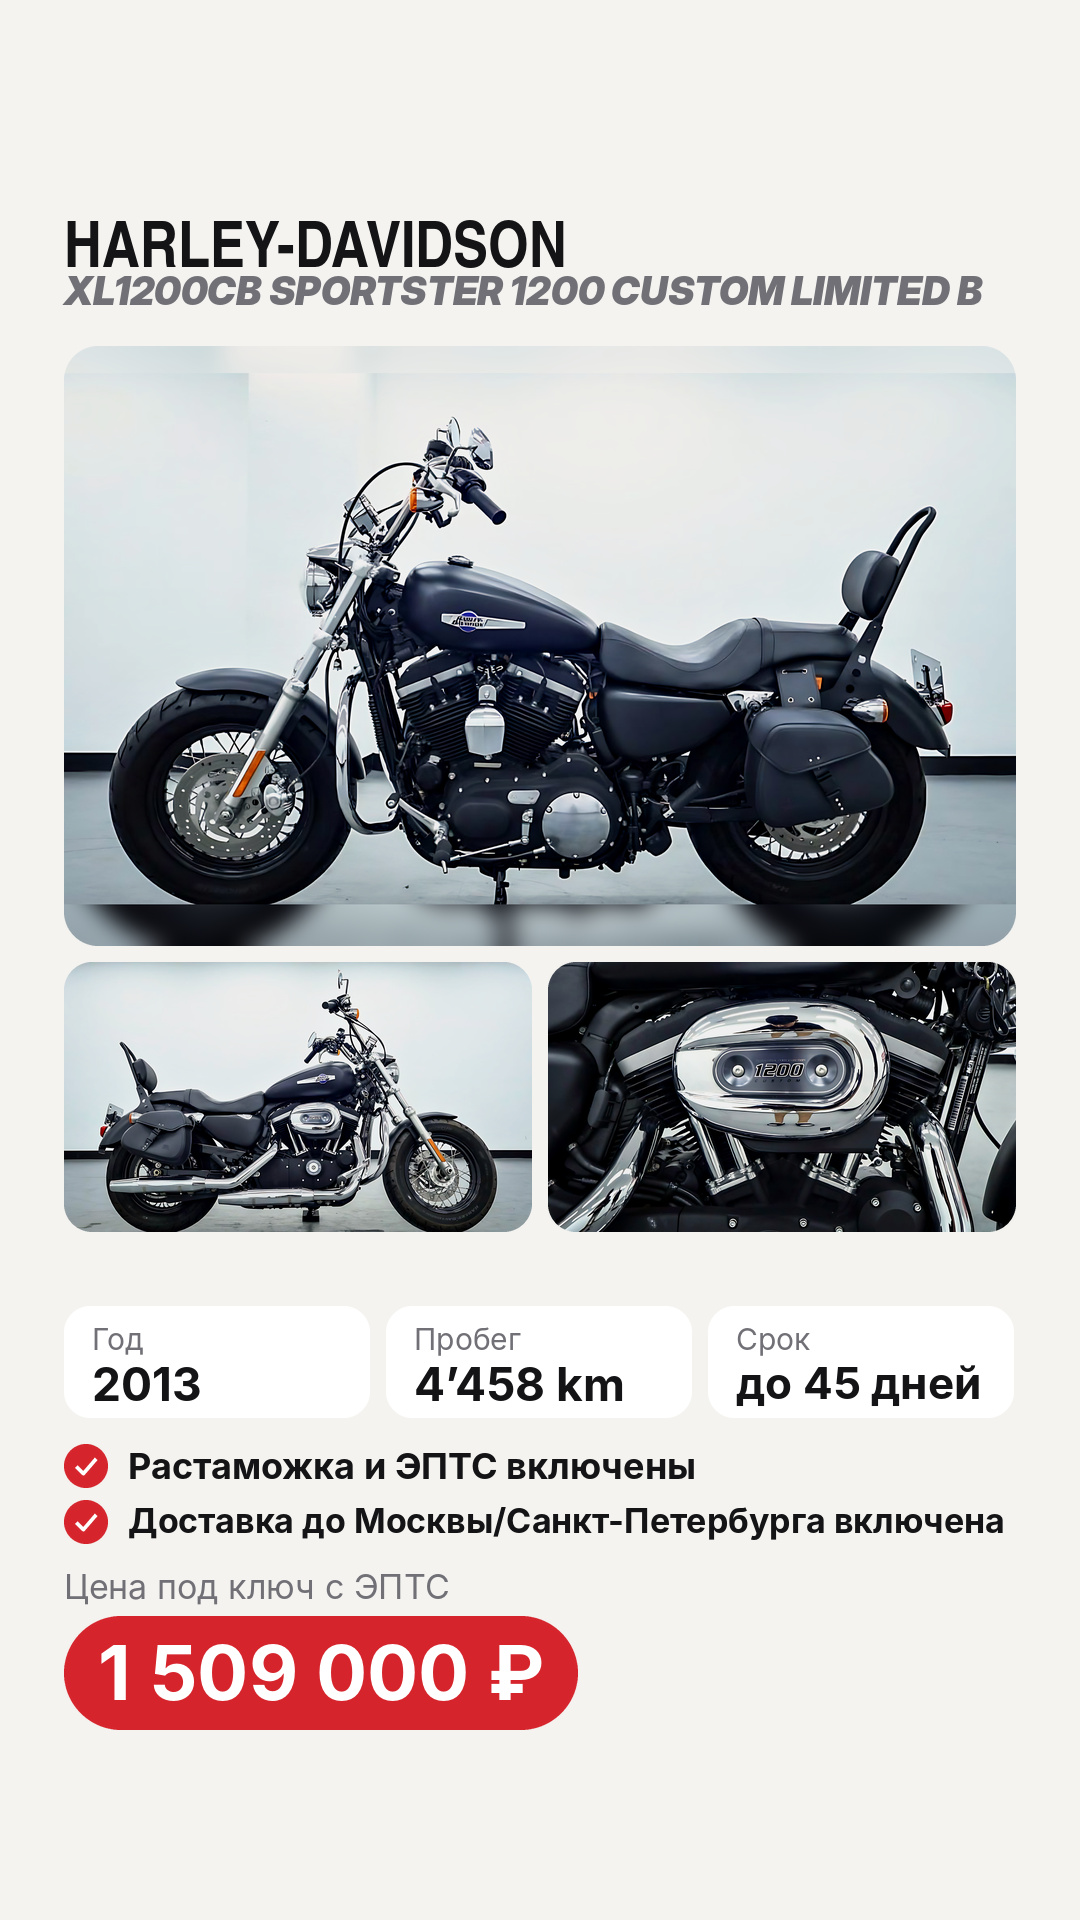 HARLEY-DAVIDSON
XL1200CB SPORTSTER 1200 CUSTOM LIMITED B
1200
Год
2013
Пробег
4’458 km
Срок
до 45 дней
Растаможка и ЭПТС включены
Доставка до Москвы/Санкт-Петербурга включена
Цена под ключ с ЭПТС
1 509 000 ₽